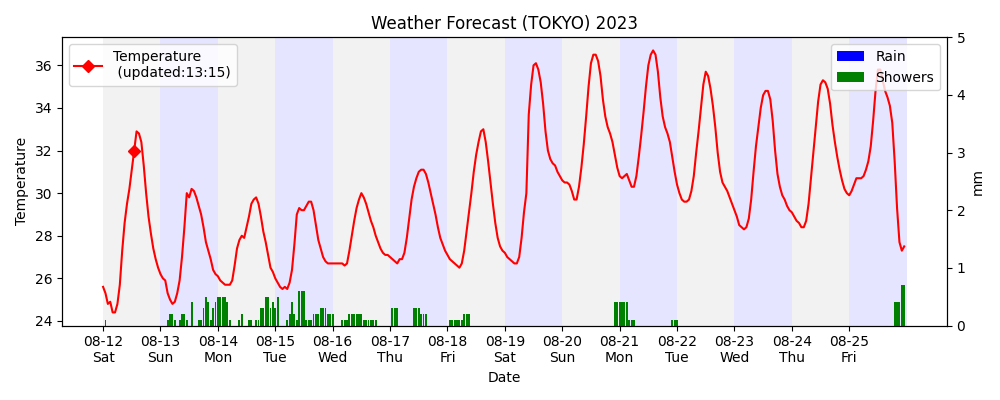 Weather Forecast (TOKYO) 2023
Temperature
(updated:13:15)
Rain
Showers
Temperature
36
34
32
30
28
26
24
5
4
3
2
1
0
mm
08-12 08-13 08-14 08-15 08-16 08-17 08-18 08-19 08-20 08-21 08-22 08-23 08-24 08-25
Sat Sun Mon Tue Wed Thu Fri Sat Sun Mon Tue Wed Thu Fri
Date